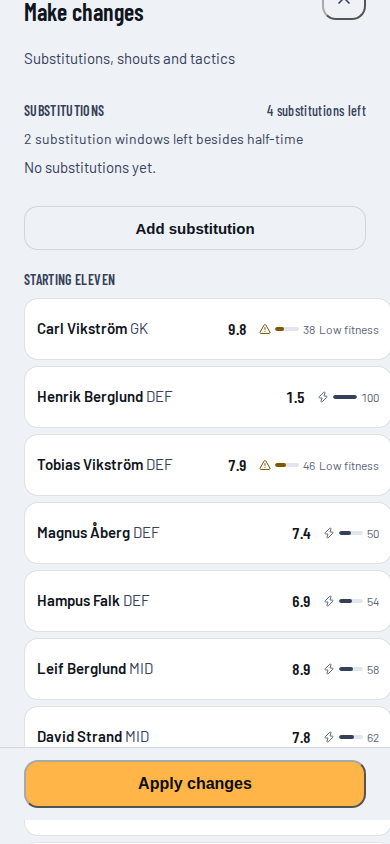 Make changes
Substitutions, shouts and tactics
SUBSTITUTIONS 4 substitutions left
2 substitution windows left besides half-time
No substitutions yet.
Add substitution
STARTING ELEVEN
Carl Vikström GK 9.8 38 Low fitness
Henrik Berglund DEF 1.5 100
Tobias Vikström DEF 7.9 46 Low fitness
Magnus Åberg DEF 7.4 50
Hampus Falk DEF 6.9 54
Leif Berglund MID 8.9 58
David Strand MID 7.8 62
Apply changes